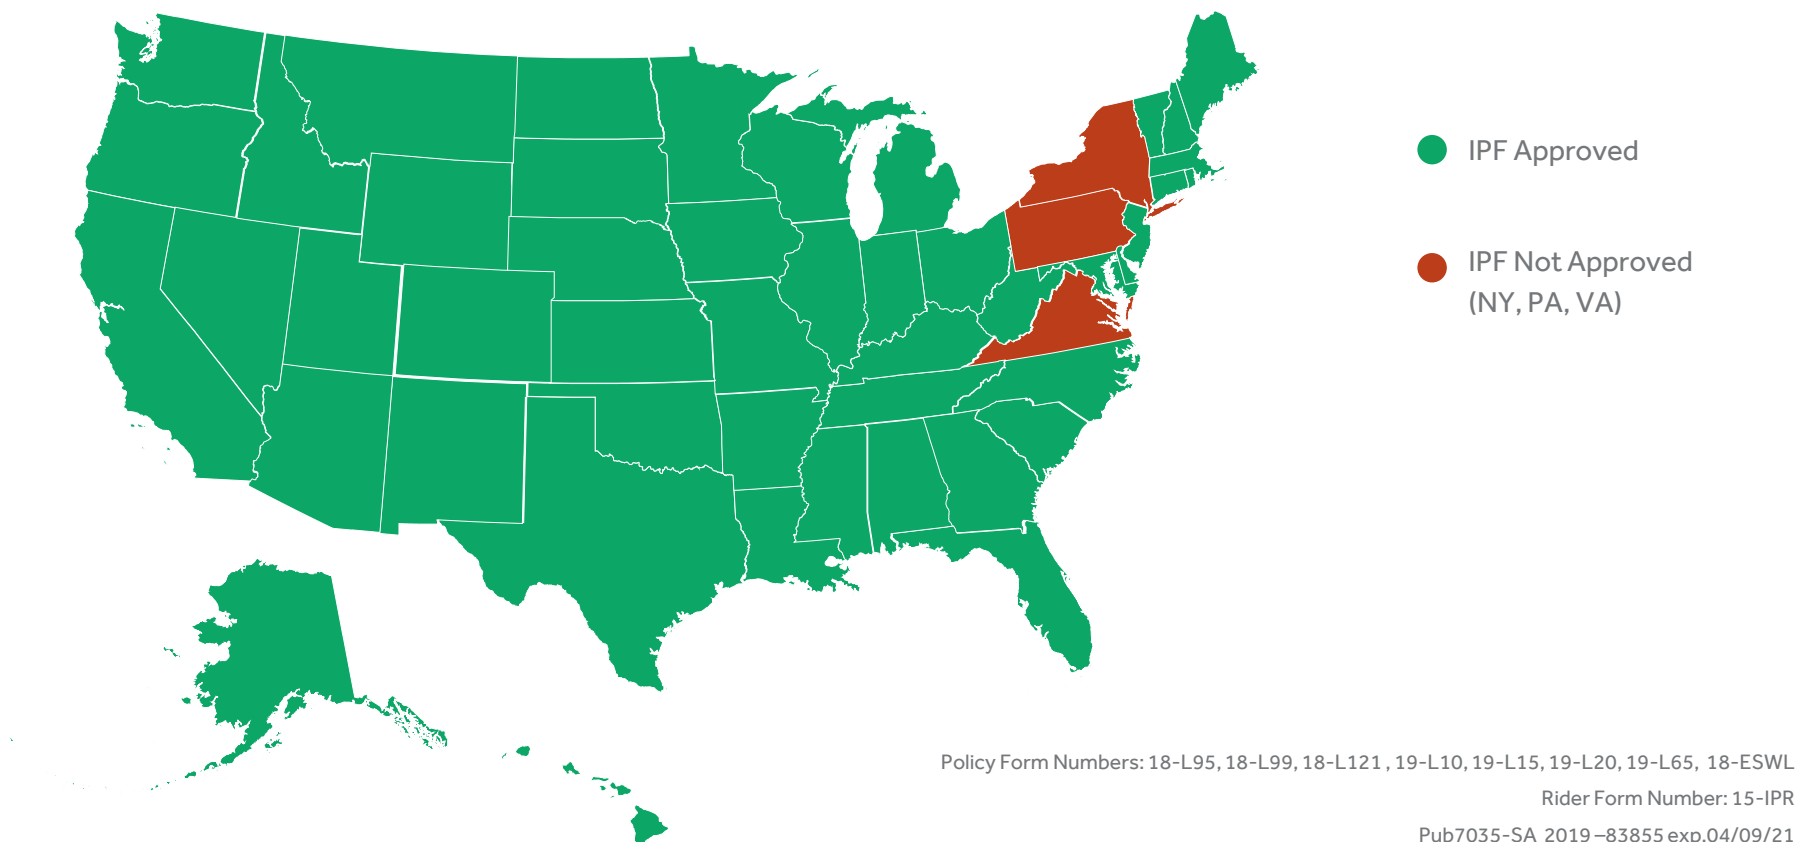 IPF Approved
IPF Not Approved
(NY, PA, VA)
Policy Form Numbers: 18-L95, 18-L99, 18-L121 , 19-L10, 19-L15, 19-L20, 19-L65, 18-ESWL
Rider Form Number: 15-IPR
Pub7035-SA 2019 –83855 exp.04/09/21